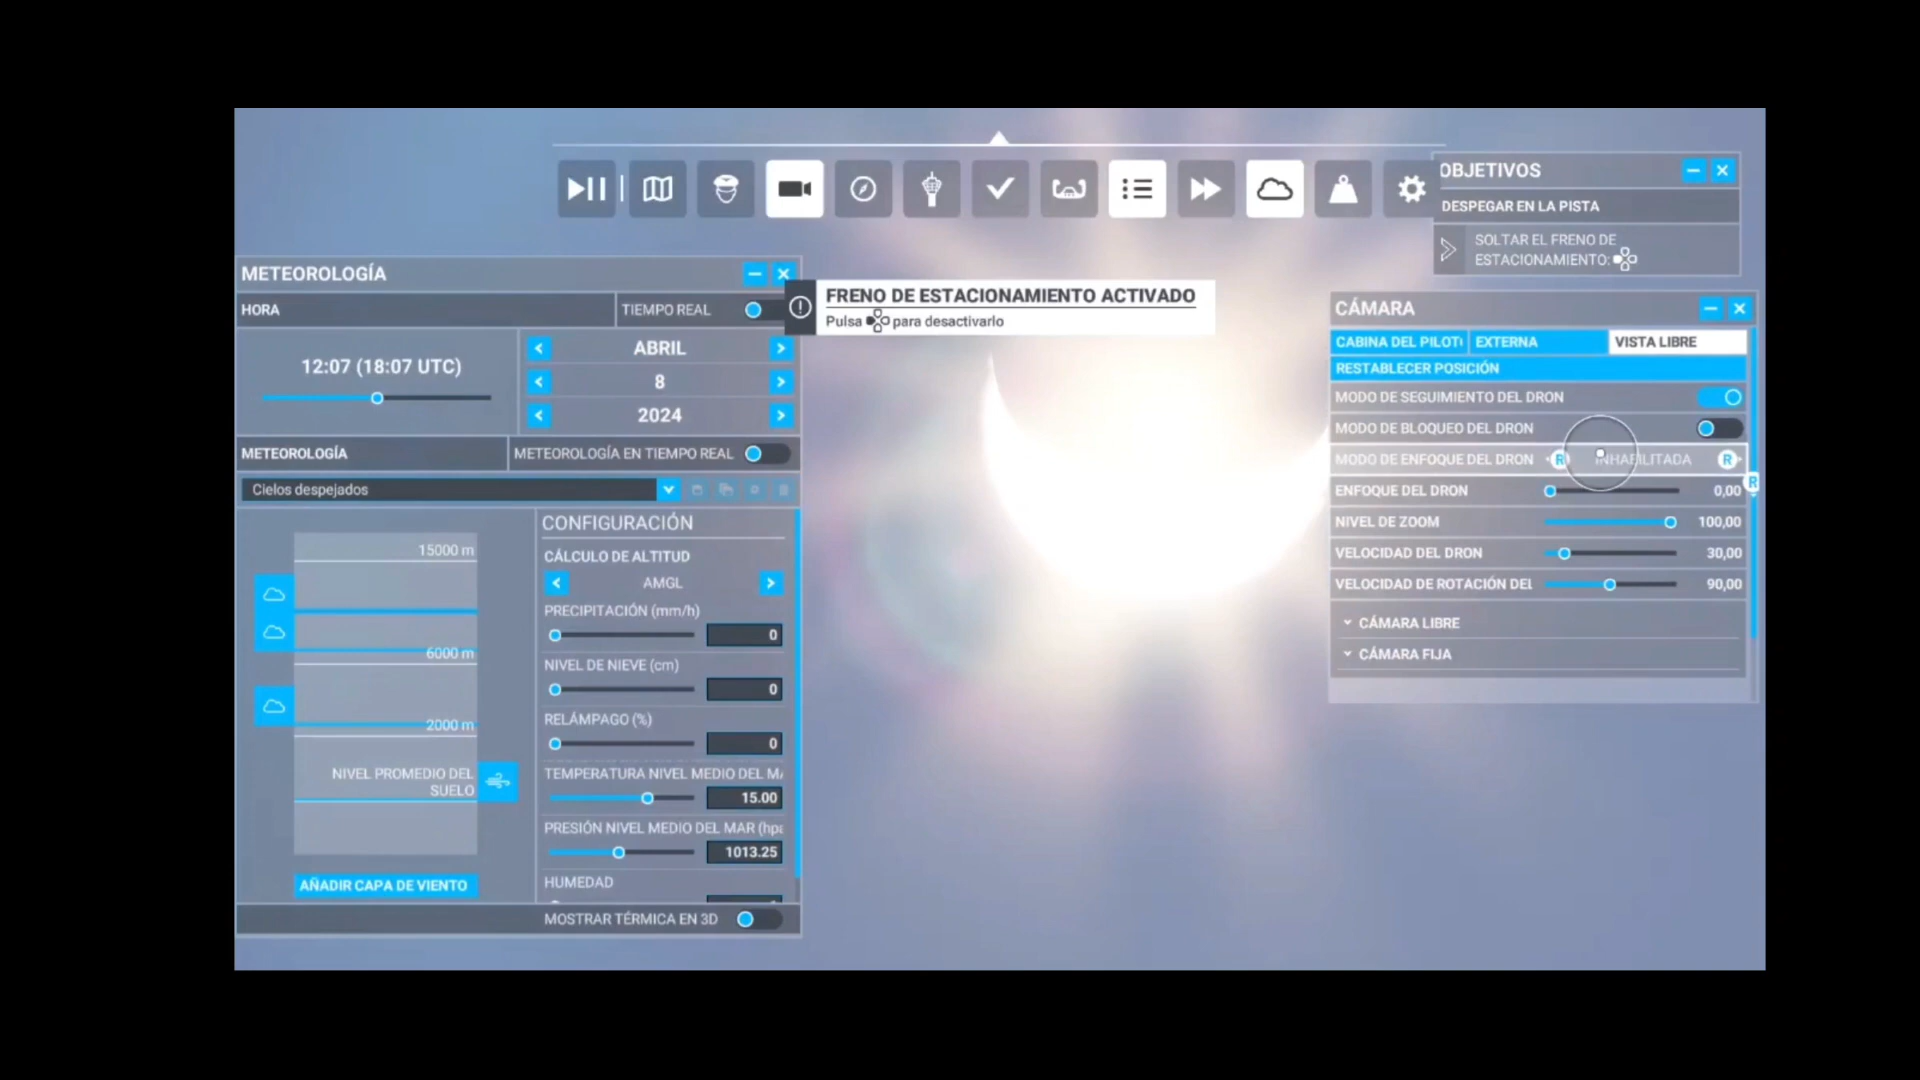 OBJETIVOS
DESPEGAR EN LA PISTA
SOLTAR EL FRENO DE
ESTACIONAMIENTO:
METEOROLOGÍA
HORA
TIEMPO REAL
12:07 (18:07 UTC)
ABRIL
8
2024
METEOROLOGÍA
METEOROLOGÍA EN TIEMPO REAL
Cielos despejados
15000 m
6000 m
2000 m
NIVEL PROMEDIO DEL
SUELO
AÑADIR CAPA DE VIENTO
CONFIGURACIÓN
CÁLCULO DE ALTITUD
AMGL
PRECIPITACIÓN (mm/h)
0
NIVEL DE NIEVE (cm)
0
RELÁMPAGO (%)
0
TEMPERATURA NIVEL MEDIO DEL
15.00
PRESIÓN NIVEL MEDIO DEL MAR
1013.25
HUMEDAD
MOSTRAR TÉRMICA EN 3D
FRENO DE ESTACIONAMIENTO ACTIVADO
Pulsa para desactivarlo
CÁMARA
CABINA DEL EXTERNA VISTA LIBRE
RESTABLECER POSICIÓN
MODO DE SEGUIMIENTO DEL DRON
MODO DE BLOQUEO DEL DRON
MODO DE ENFOQUE DEL DRON R INHABILITADA R
R
ENFOQUE DEL DRON 0,00
NIVEL DE ZOOM 100,00
VELOCIDAD DEL DRON 30,00
VELOCIDAD DE ROTACIÓN DEL 90,00
CÁMARA LIBRE
CÁMARA FIJA